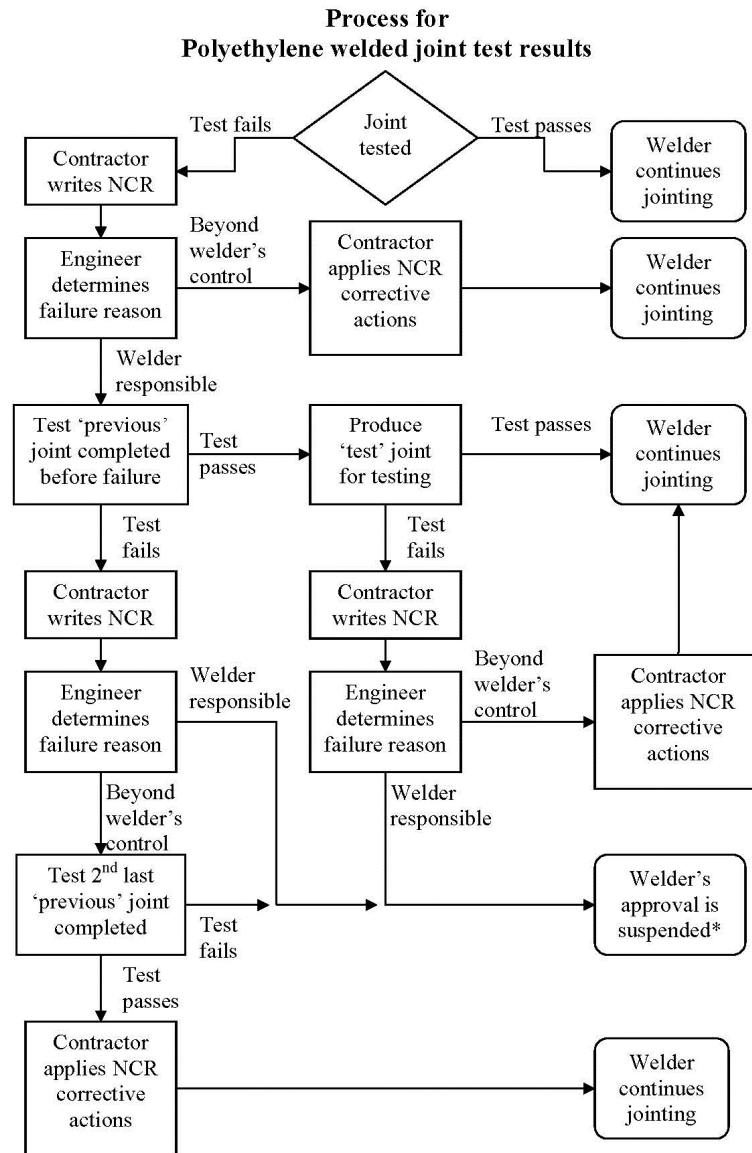 Process for
Polyethylene welded joint test results
Test fails
Joint
tested
Test passes
Welder
continues
jointing
Contractor
writes NCR
Beyond
welder's
control
Engineer
determines
failure reason
Contractor
applies NCR
corrective
actions
Welder
continues
jointing
Welder
responsible
Test ‘previous’
joint completed
before failure
Test
passes
Produce
‘test’ joint
for testing
Test passes
Welder
continues
jointing
Test
fails
Test
fails
Contractor
writes NCR
Contractor
writes NCR
Welder
responsible
Engineer
determines
failure reason
Engineer
determines
failure reason
Beyond
welder's
control
Contractor
applies NCR
corrective
actions
Beyond
welder's
control
Welder
responsible
Test 2nd last
‘previous’ joint
completed
Test
fails
Welder's
approval is
suspended*
Test
passes
Contractor
applies NCR
corrective
actions
Welder
continues
jointing